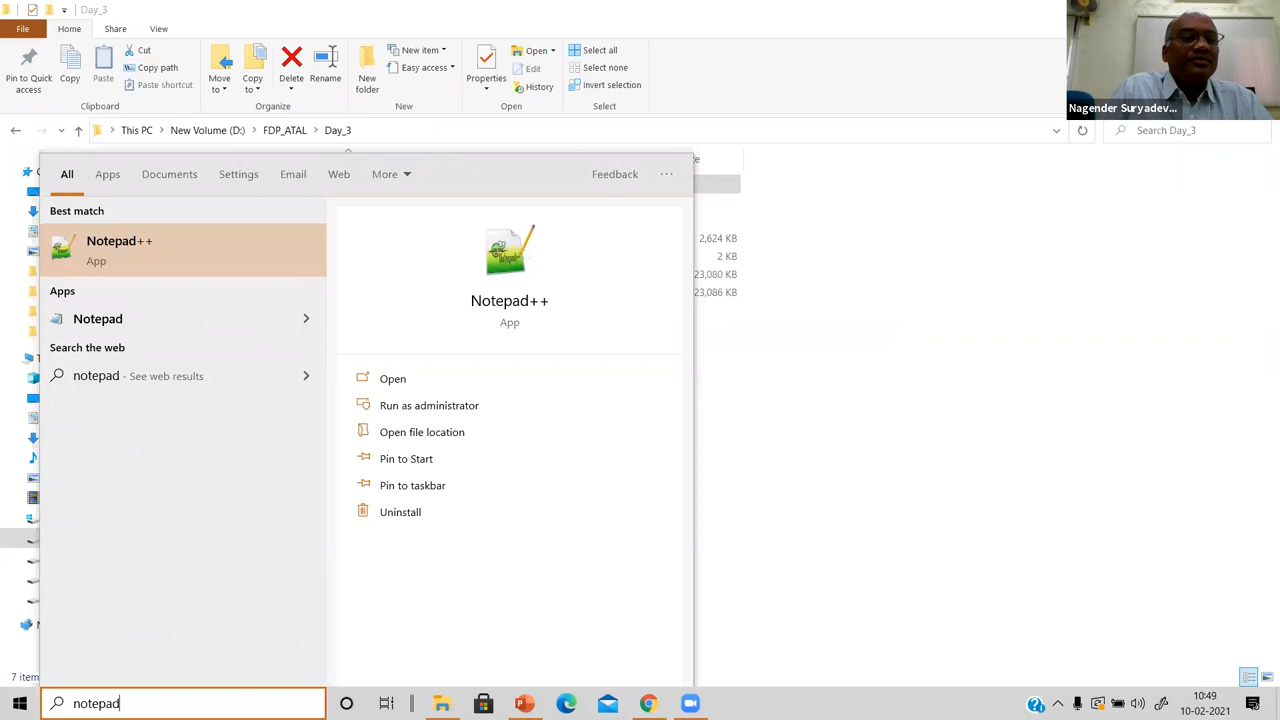 Day_3
File
Home
Share
View
Pin to Quick access
Copy
Paste
Cut
Copy path
Paste shortcut
Clipboard
Move to
Copy to
Delete
Rename
Organize
New folder
New item
Easy access
New
Properties
Open
Edit
History
Open
Select all
Select none
Invert selection
Select
Nagender Suryadev...
This PC
New Volume (D:)
FDP_ATAL
Day_3
Search Day_3
All
Apps
Documents
Settings
Email
Web
More
Feedback
Best match
Notepad++
App
Apps
Notepad
Search the web
notepad - See web results
Notepad++
App
Open
Run as administrator
Open file location
Pin to Start
Pin to taskbar
Uninstall
2,624 KB
2 KB
23,080 KB
23,086 KB
7 item
notepad
10:49
10-02-2021